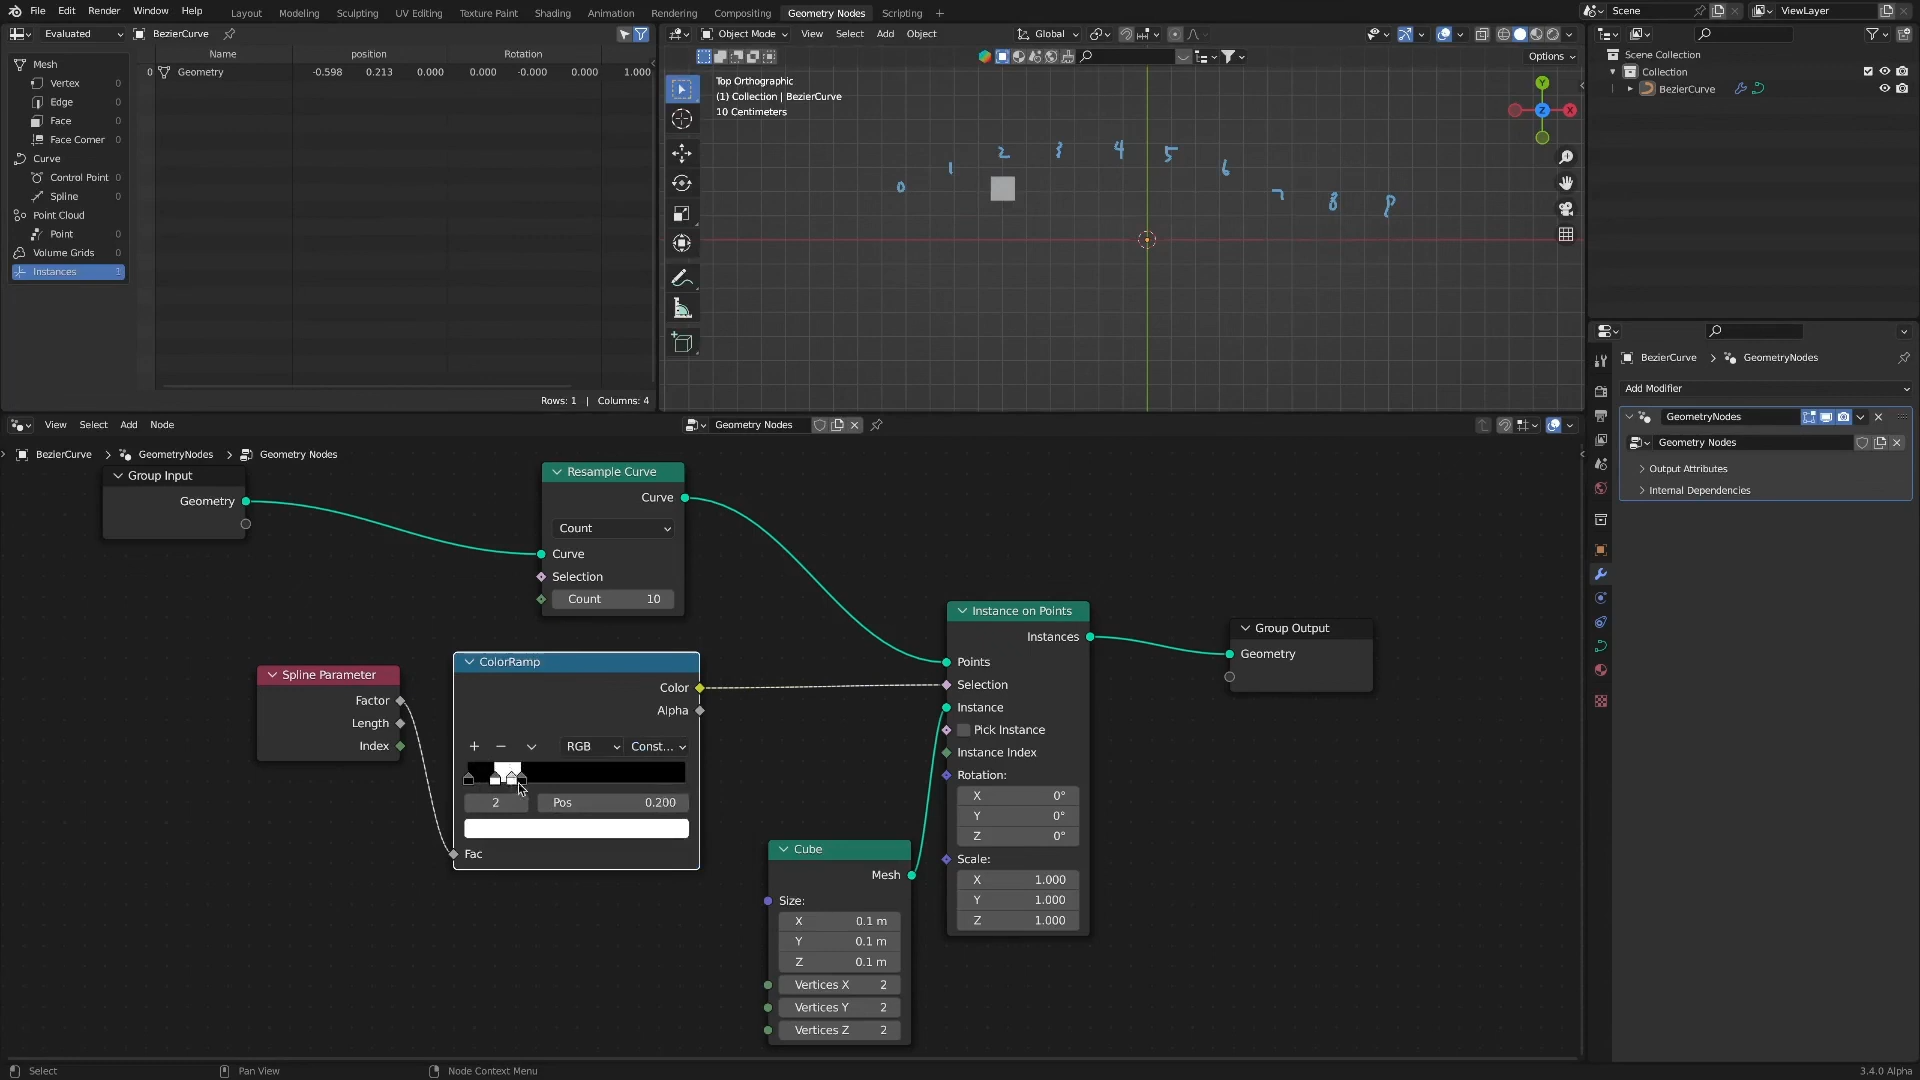 File Edit Render Window Help Layout Modeling Sculpting UV Editing Texture Paint Shading Animation Rendering Compositing Geometry Nodes Scripting + Scene ViewLayer
Evaluated BezierCurve
Name position Rotation
0 Geometry -0.598 0.213 0.000 0.000 -0.000 0.000 1.000
Mesh
Vertex 0
Edge 0
Face 0
Face Corner 0
Curve
Control Point 0
Spline 0
Point Cloud
Point 0
Volume Grids 0
Instances 1
Rows: 1 | Columns: 4
Object Mode View Select Add Object Global
Options
Top Orthographic
(1) Collection | BezierCurve
10 Centimeters
Y
Z X
0 1 2 3 4 5 6 7 8 9
Scene Collection
Collection
BezierCurve
BezierCurve > GeometryNodes
Add Modifier
GeometryNodes
Geometry Nodes
Output Attributes
Internal Dependencies
View Select Add Node Geometry Nodes
BezierCurve > GeometryNodes > Geometry Nodes
Group Input
Geometry
Resample Curve
Curve
Count
Curve
Selection
Count 10
Spline Parameter
Factor
Length
Index
ColorRamp
Color
Alpha
+ − RGB Const...
2 Pos 0.200
Fac
Cube
Mesh
Size:
X 0.1 m
Y 0.1 m
Z 0.1 m
Vertices X 2
Vertices Y 2
Vertices Z 2
Instance on Points
Instances
Points
Selection
Instance
Pick Instance
Instance Index
Rotation:
X 0°
Y 0°
Z 0°
Scale:
X 1.000
Y 1.000
Z 1.000
Group Output
Geometry
Select Pan View Node Context Menu 3.4.0 Alpha